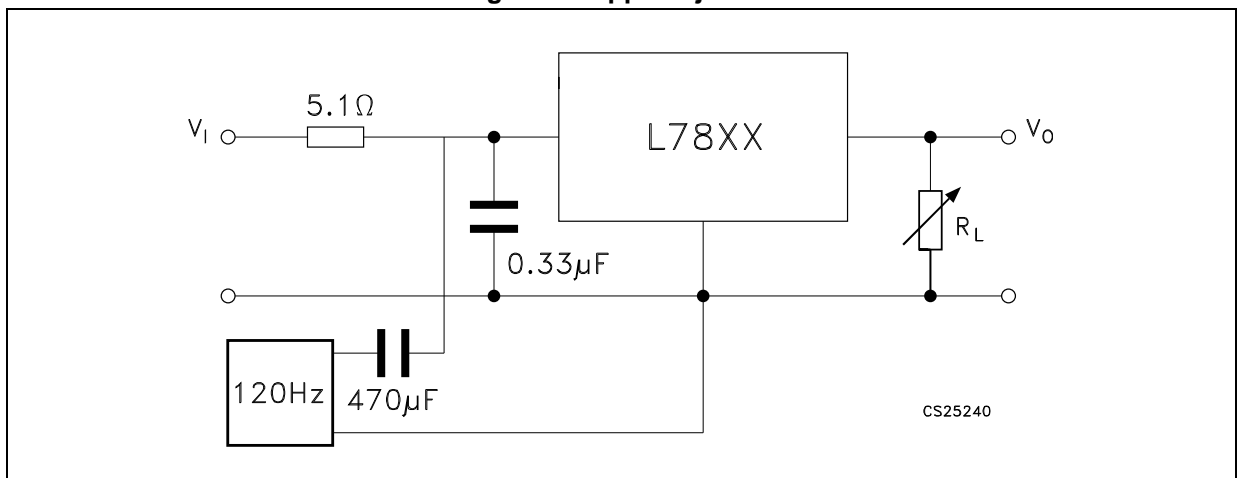 5.1Ω
V_I
L78XX
V_O
R_L
0.33µF
120Hz
470µF
CS25240